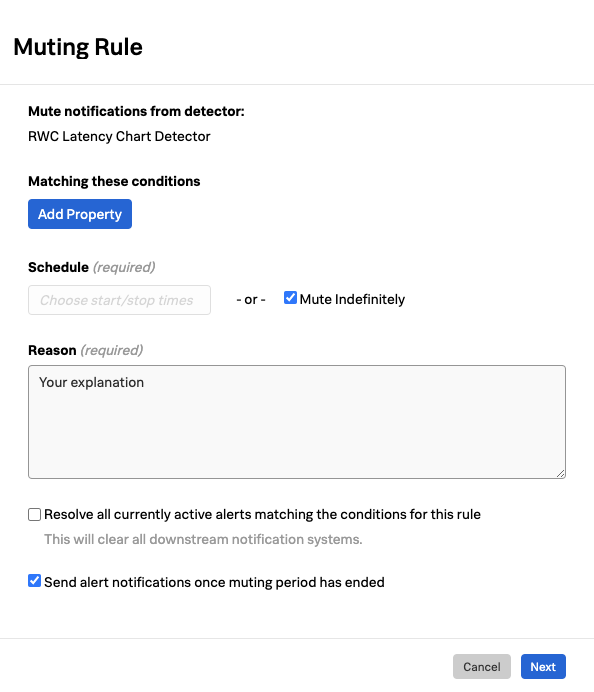 Muting Rule
Mute notifications from detector:
RWC Latency Chart Detector
Matching these conditions
Add Property
Schedule (required)
Choose start/stop times - or - Mute Indefinitely
Reason (required)
Your explanation
Resolve all currently active alerts matching the conditions for this rule
This will clear all downstream notification systems.
Send alert notifications once muting period has ended
Cancel Next